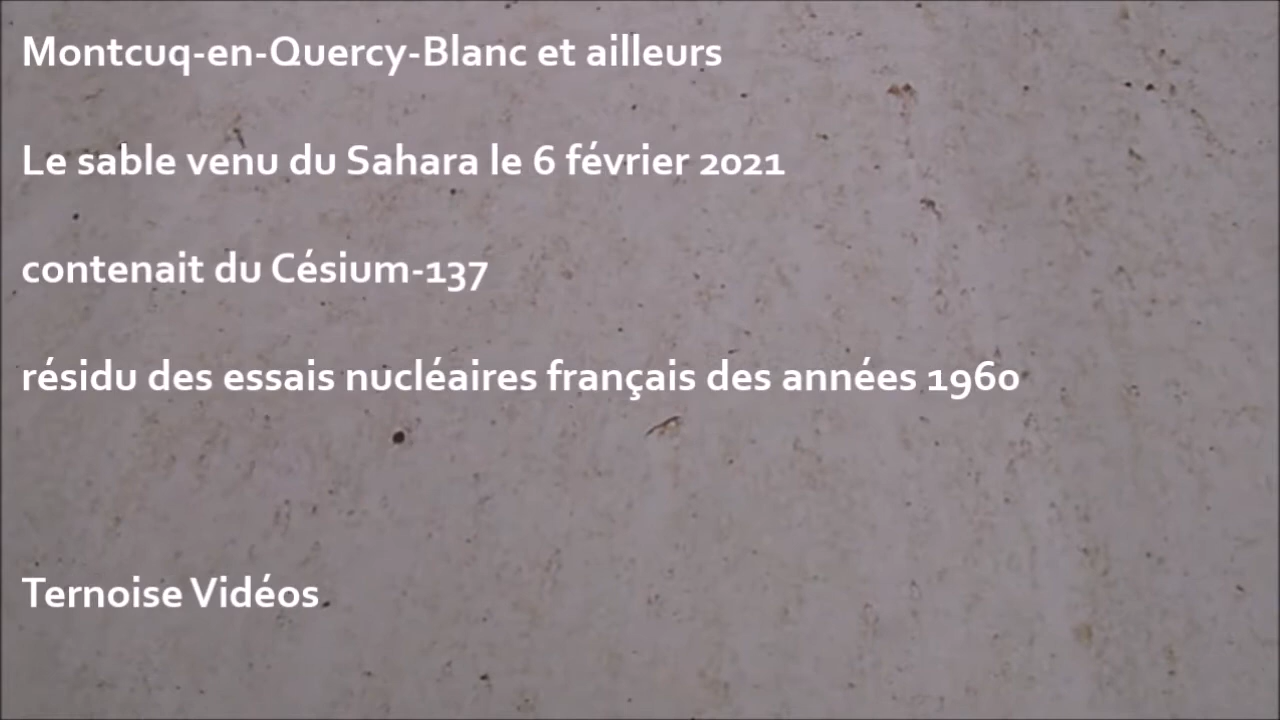 Montcuq-en-Quercy-Blanc et ailleurs
Le sable venu du Sahara le 6 février 2021
contenait du Césium-137
résidu des essais nucléaires français des années 1960
Ternoise Vidéos